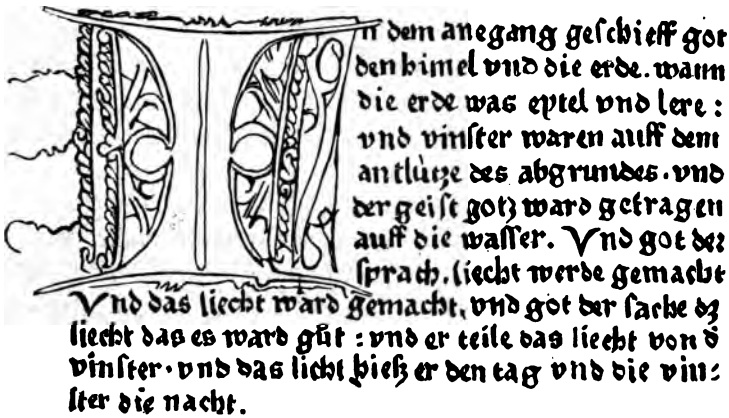 In dem anegang geschieff got
den himel vnd die erde. wann
die erde was eytel vnd lere:
vnd vinster waren auff dem
antlùtze des abgrundes. vnd
der geist gotz ward getragen
auff die wasser. Vnd got der
sprach. liecht werde gemacht
Vnd das liecht ward gemacht. vnd got der sache dz
liecht das es ward gůt: vnd er teile das liecht von d̛
vinster. vnd das licht hieß er den tag vnd die vin⸗
ster die nacht.